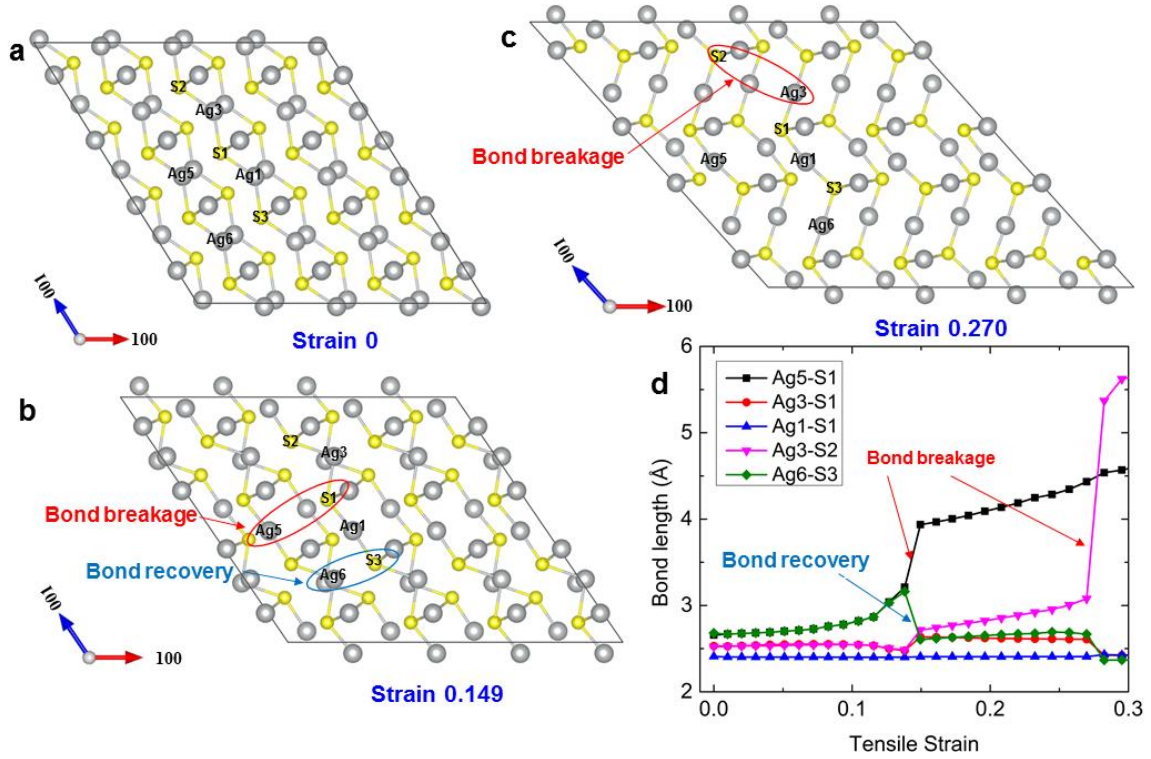 a
S2
Ag3
S1
Ag5
Ag1
S3
Ag6
100
100
Strain 0
b
S2
Ag3
S1
Bond breakage
Ag5
Ag1
S3
Bond recovery
Ag6
100
100
Strain 0.149
c
S2
Ag3
S1
Bond breakage
Ag5
Ag1
S3
Ag6
100
100
Strain 0.270
d
6
5
4
3
2
Bond length (Å)
Ag5-S1
Ag3-S1
Ag1-S1
Ag3-S2
Ag6-S3
Bond breakage
Bond recovery
0.0
0.1
0.2
0.3
Tensile Strain